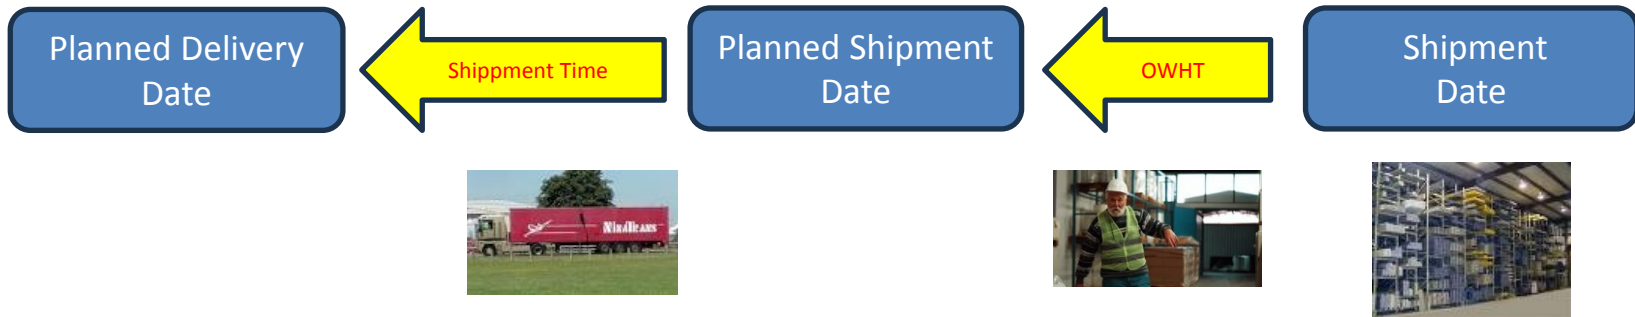 Planned Delivery
Date
Shippment Time
Planned Shipment
Date
OWHT
Shipment
Date